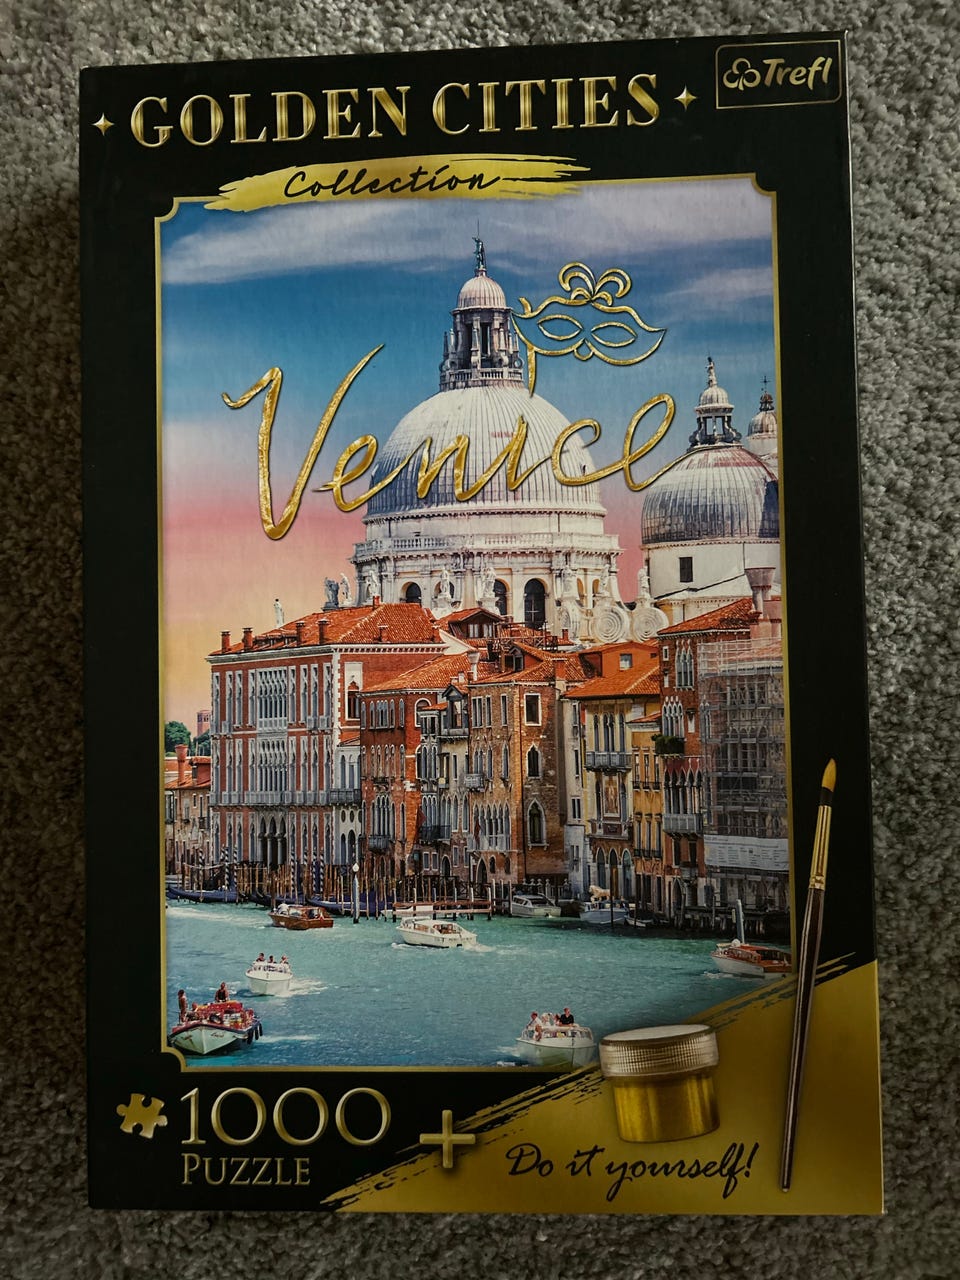 GOLDEN CITIES
Trefl
Collection
Venice
1000
PUZZLE
+
Do it yourself!